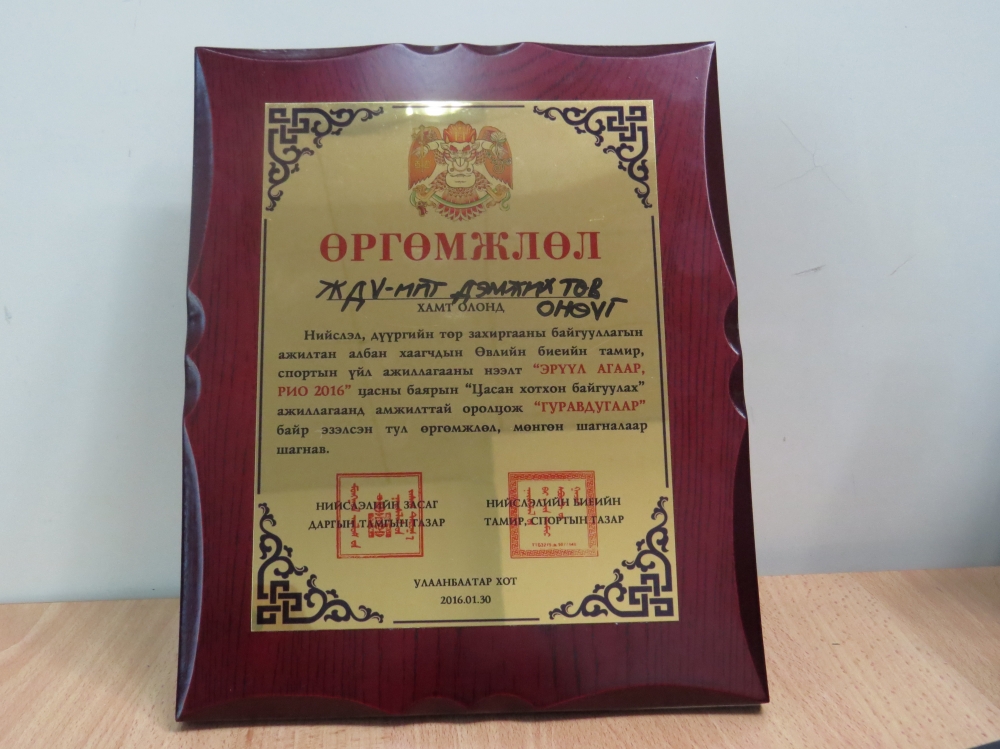 ӨРГӨМЖЛӨЛ
ЖДҮ-ИЙГ ДЭМЖИХ ТӨВ
ХАМТ ОЛОНД ОНӨҮГ
Нийслэл, дүүргийн төр захиргааны байгууллагын
ажилтан албан хаагчдын Өвлийн биеийн тамир,
спортын үйл ажиллагааны нээлт “ЭРҮҮЛ АГААР,
РИО 2016” цасны баярын “Цасан хотхон байгуулах”
ажиллагаанд амжилттай оролцож “ГУРАВДУГААР”
байр эзэлсэн тул өргөмжлөл, мөнгөн шагналаар
шагнав.
НИЙСЛЭЛИЙН ЗАСАГ
ДАРГЫН ТАМГЫН ГАЗАР
НИЙСЛЭЛИЙН БИЕИЙН
ТАМИР, СПОРТЫН ГАЗАР
УЛААНБААТАР ХОТ
2016.01.30